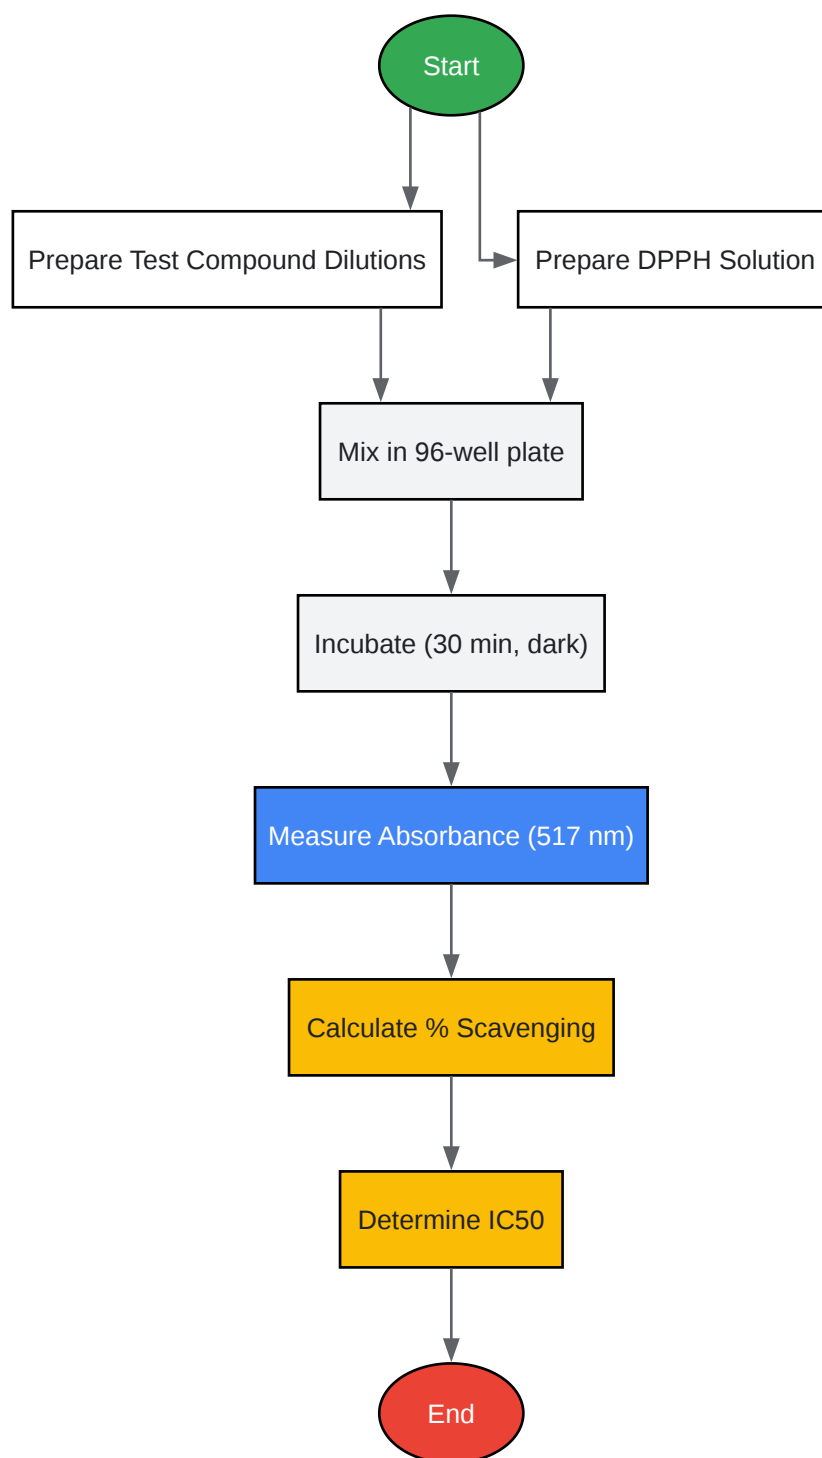 Start
Prepare Test Compound Dilutions
Prepare DPPH Solution
Mix in 96-well plate
Incubate (30 min, dark)
Measure Absorbance (517 nm)
Calculate % Scavenging
Determine IC50
End